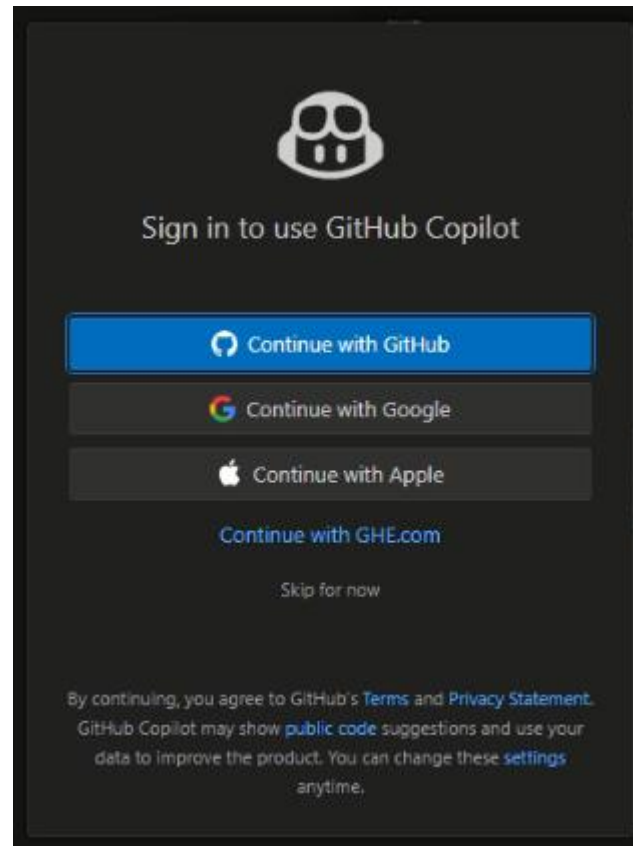 Sign in to use GitHub Copilot
Continue with GitHub
Continue with Google
Continue with Apple
Continue with GHE.com
Skip for now
By continuing, you agree to GitHub's Terms and Privacy Statement.
GitHub Copilot may show public code suggestions and use your
data to improve the product. You can change these settings
anytime.